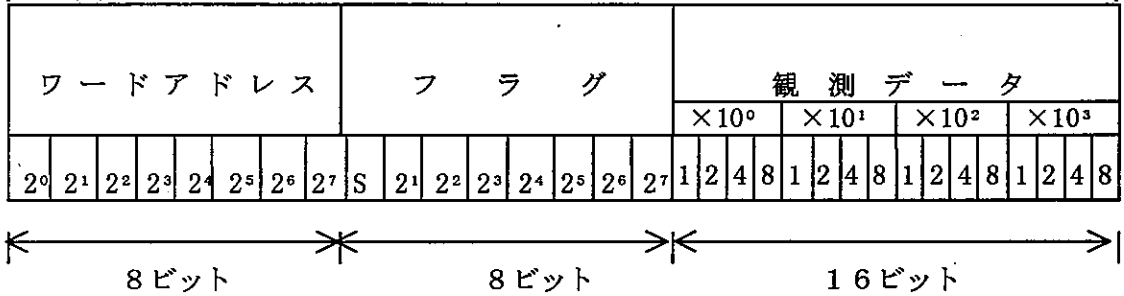 ワードアドレス フラグ 観測データ
×10⁰ ×10¹ ×10² ×10³
2⁰ 2¹ 2² 2³ 2⁴ 2⁵ 2⁶ 2⁷ S 2¹ 2² 2³ 2⁴ 2⁵ 2⁶ 2⁷ 1 2 4 8 1 2 4 8 1 2 4 8 1 2 4 8
8ビット 8ビット 16ビット